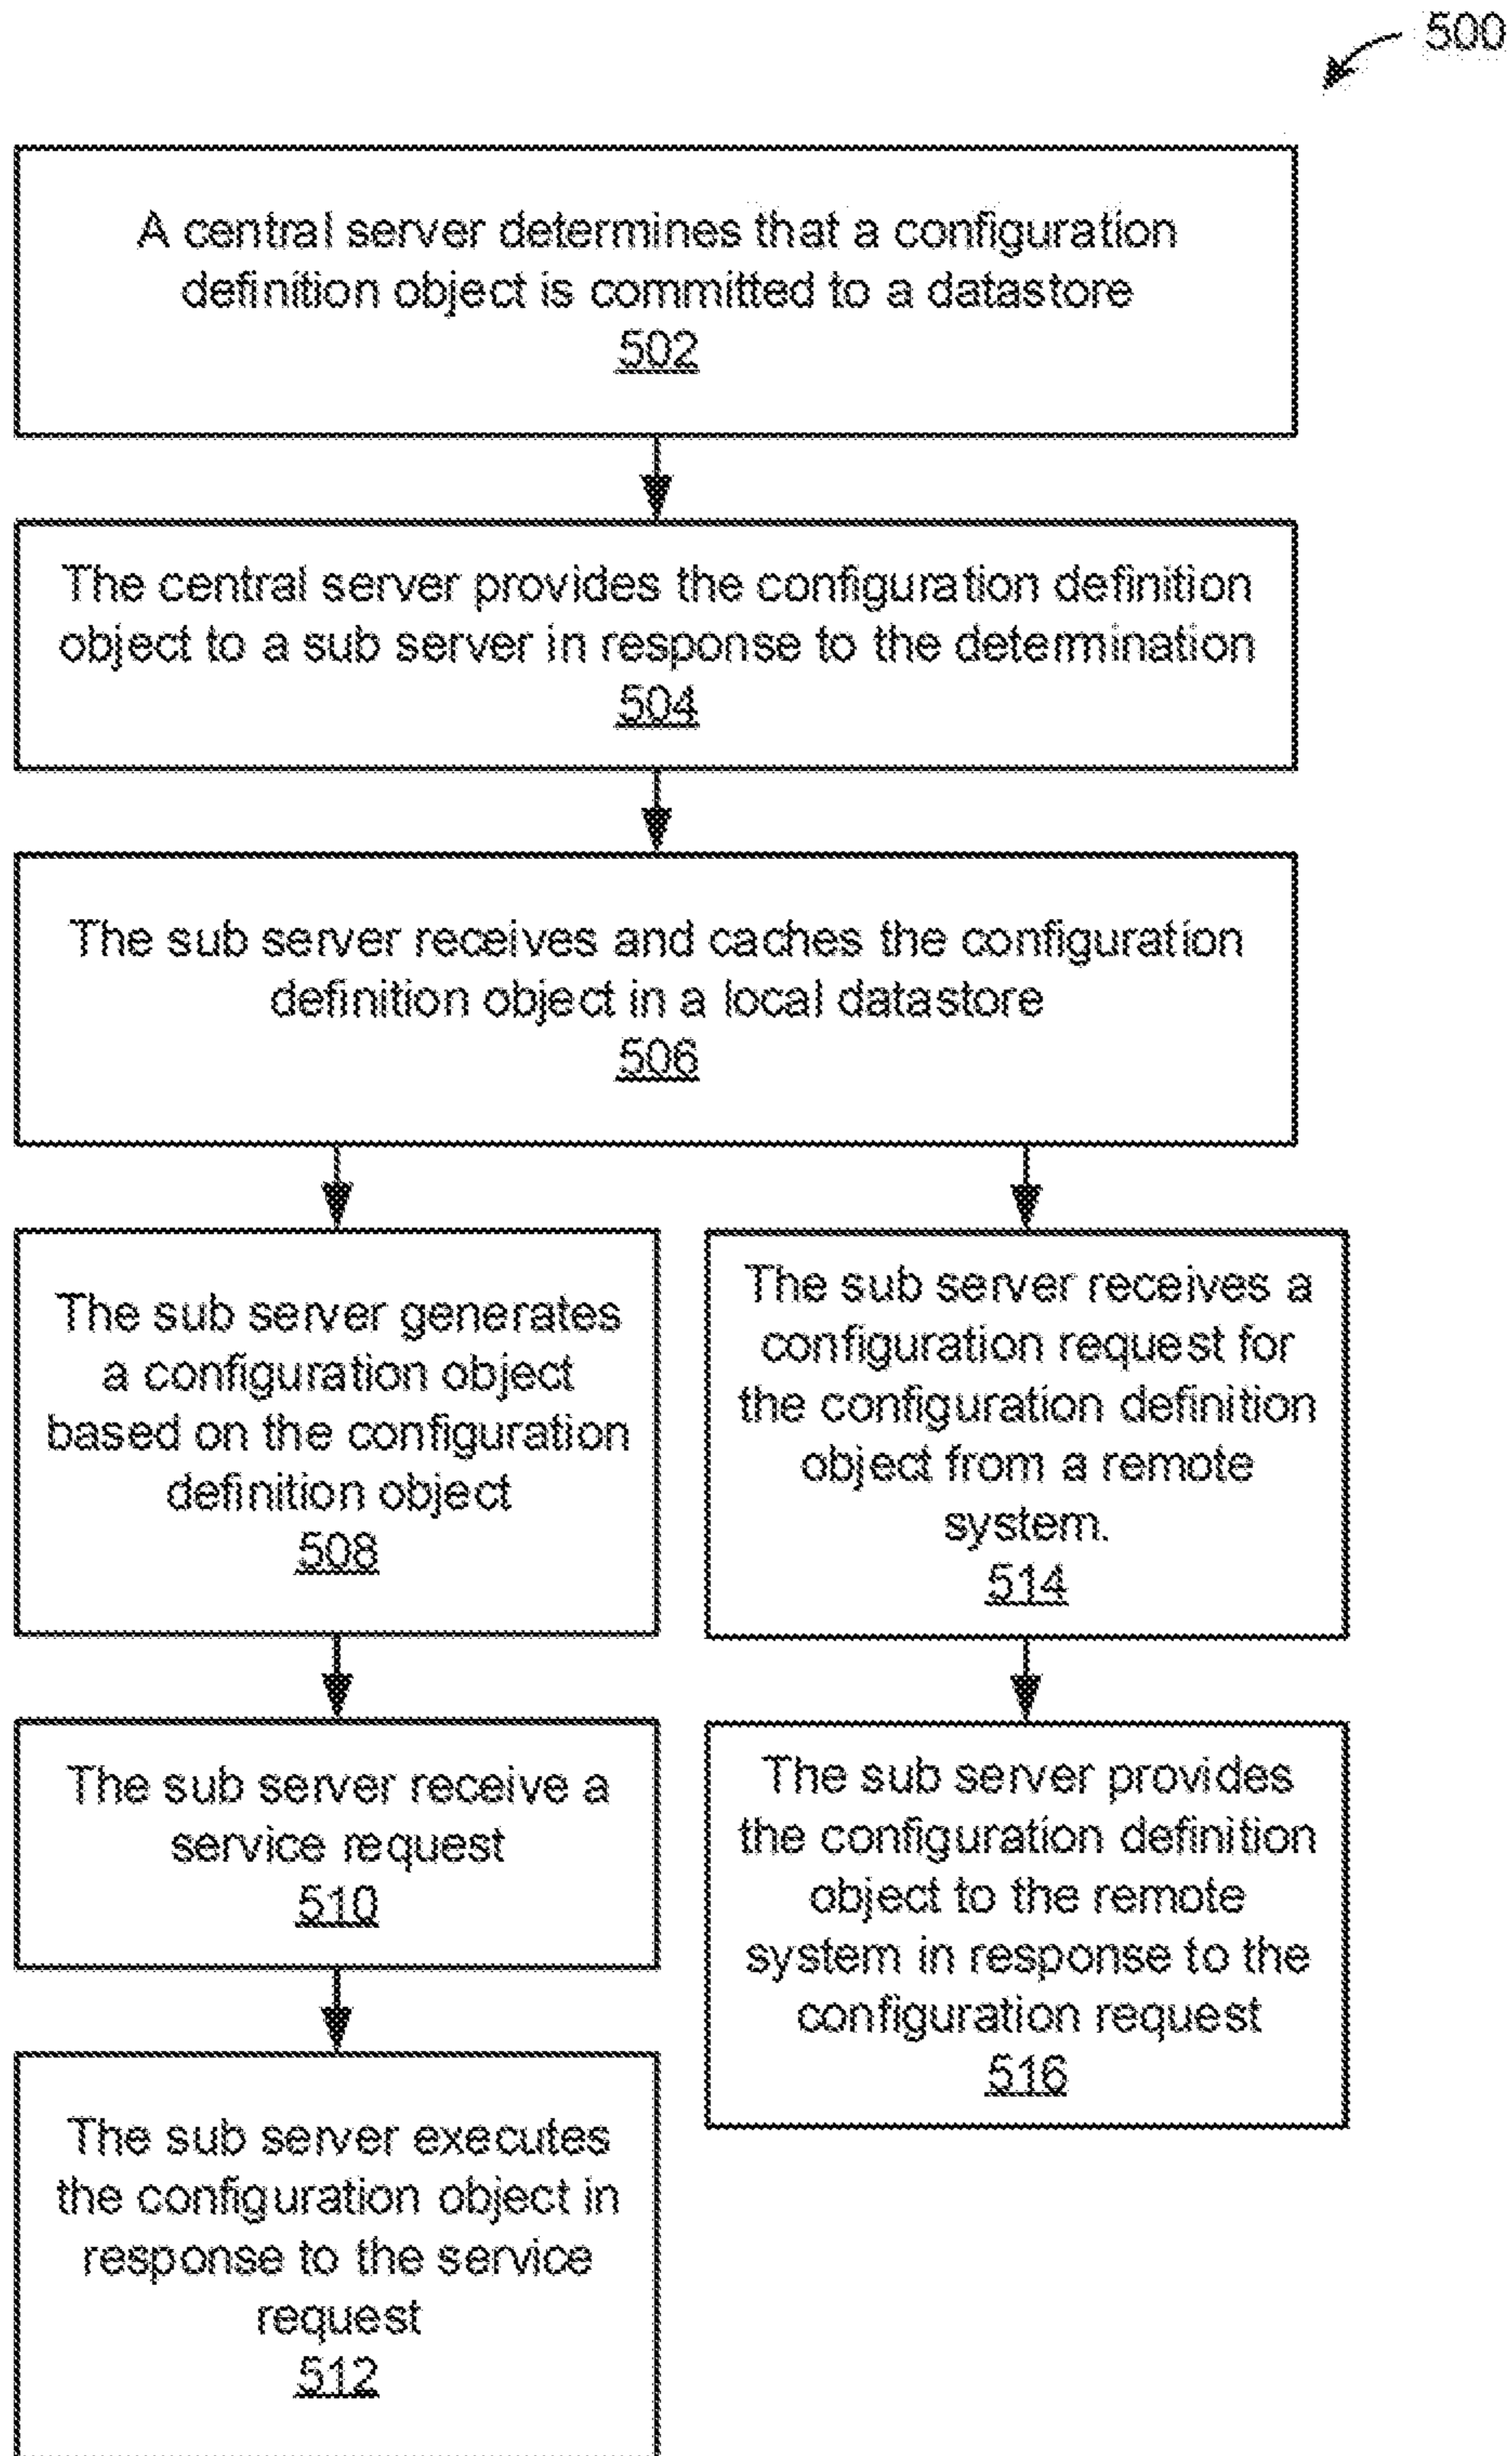 500
A central server determines that a configuration
definition object is committed to a datastore
502
The central server provides the configuration definition
object to a sub server in response to the determination
504
The sub server receives and caches the configuration
definition object in a local datastore
506
The sub server generates
a configuration object
based on the configuration
definition object
508
The sub server receive a
service request
510
The sub server executes
the configuration object in
response to the service
request
512
The sub server receives a
configuration request for
the configuration definition
object from a remote
system.
514
The sub server provides
the configuration definition
object to the remote
system in response to the
configuration request
516